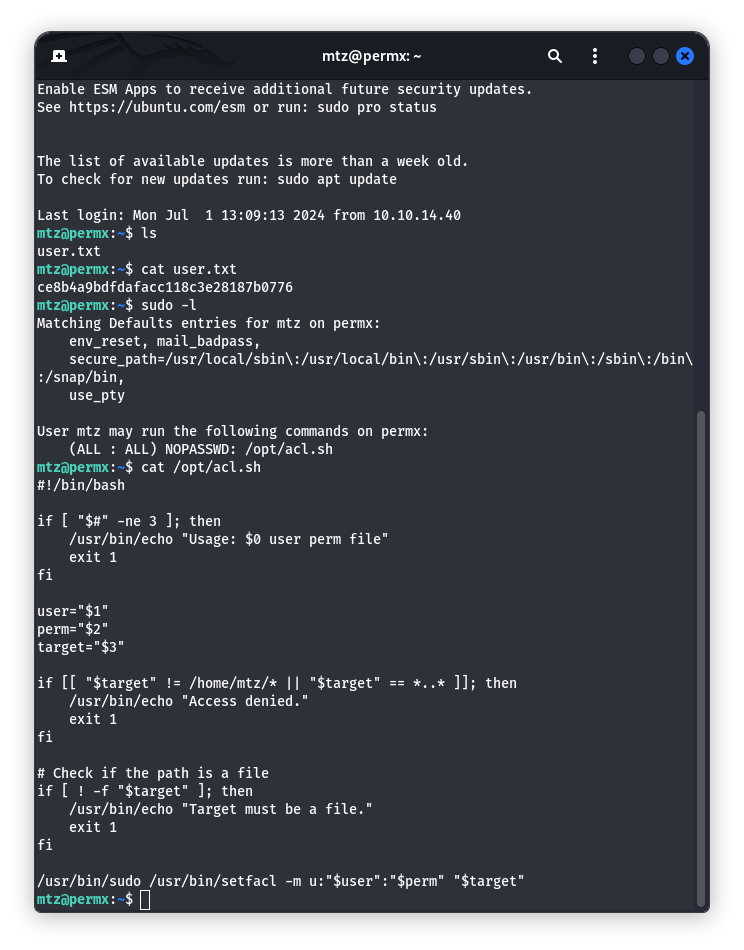 mtz@permx: ~
Enable ESM Apps to receive additional future security updates.
See https://ubuntu.com/esm or run: sudo pro status
The list of available updates is more than a week old.
To check for new updates run: sudo apt update
Last login: Mon Jul  1 13:09:13 2024 from 10.10.14.40
mtz@permx:~$ ls
user.txt
mtz@permx:~$ cat user.txt
ce8b4a9bdfdafacc118c3e28187b0776
mtz@permx:~$ sudo -l
Matching Defaults entries for mtz on permx:
    env_reset, mail_badpass,
    secure_path=/usr/local/sbin\:/usr/local/bin\:/usr/sbin\:/usr/bin\:/sbin\:/bin\
:/snap/bin,
    use_pty
User mtz may run the following commands on permx:
    (ALL : ALL) NOPASSWD: /opt/acl.sh
mtz@permx:~$ cat /opt/acl.sh
#!/bin/bash
if [ "$#" -ne 3 ]; then
    /usr/bin/echo "Usage: $0 user perm file"
    exit 1
fi
user="$1"
perm="$2"
target="$3"
if [[ "$target" != /home/mtz/* || "$target" == *..* ]]; then
    /usr/bin/echo "Access denied."
    exit 1
fi
# Check if the path is a file
if [ ! -f "$target" ]; then
    /usr/bin/echo "Target must be a file."
    exit 1
fi
/usr/bin/sudo /usr/bin/setfacl -m u:"$user":"$perm" "$target"
mtz@permx:~$